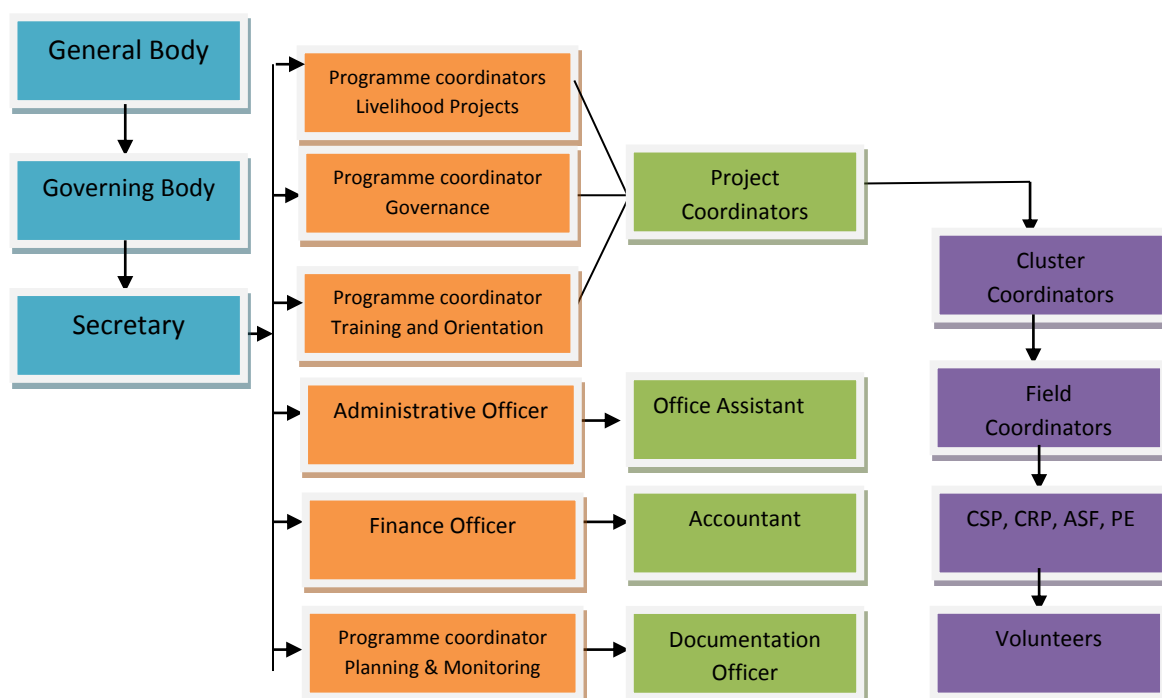 General Body
Governing Body
Secretary
Programme coordinators
Livelihood Projects
Programme coordinator
Governance
Programme coordinator
Training and Orientation
Administrative Officer
Finance Officer
Programme coordinator
Planning & Monitoring
Project
Coordinators
Office Assistant
Accountant
Documentation
Officer
Cluster
Coordinators
Field
Coordinators
CSP, CRP, ASF, PE
Volunteers